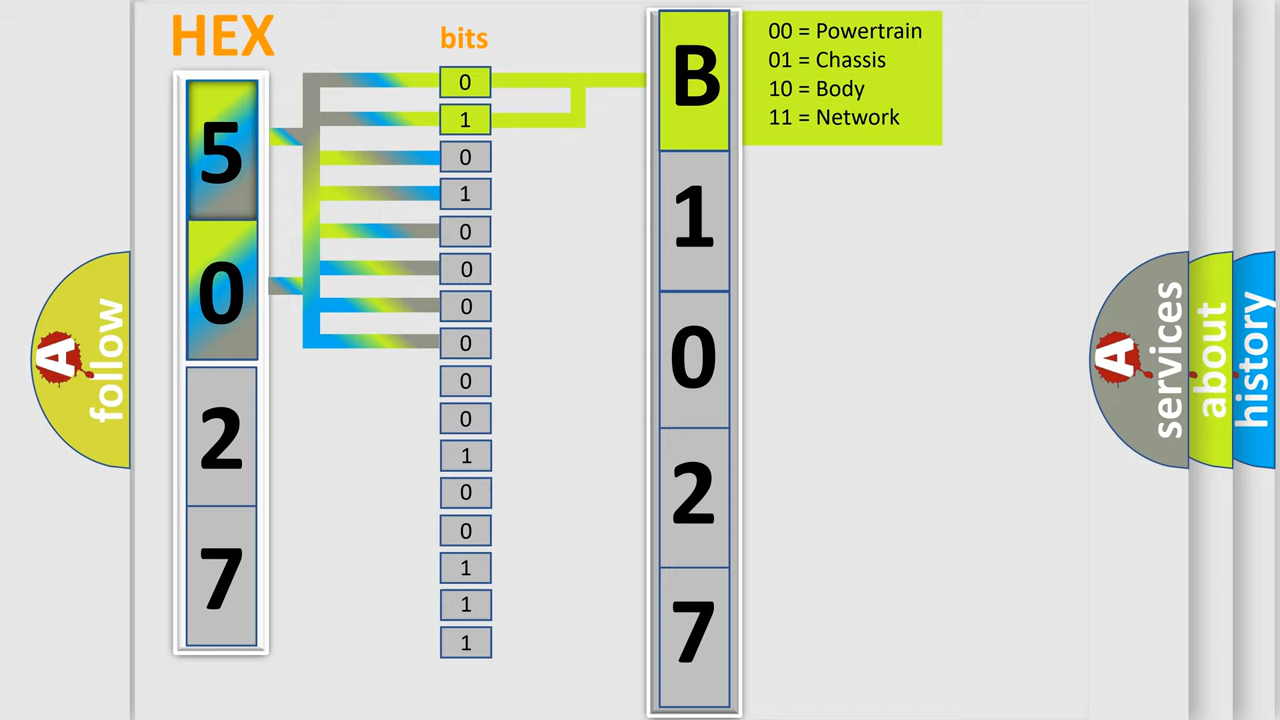 HEX
bits
5
0
2
7
0
1
0
1
0
0
0
0
0
0
1
0
0
1
1
1
B
1
0
2
7
00 = Powertrain
01 = Chassis
10 = Body
11 = Network
A
follow
A
services
about
history